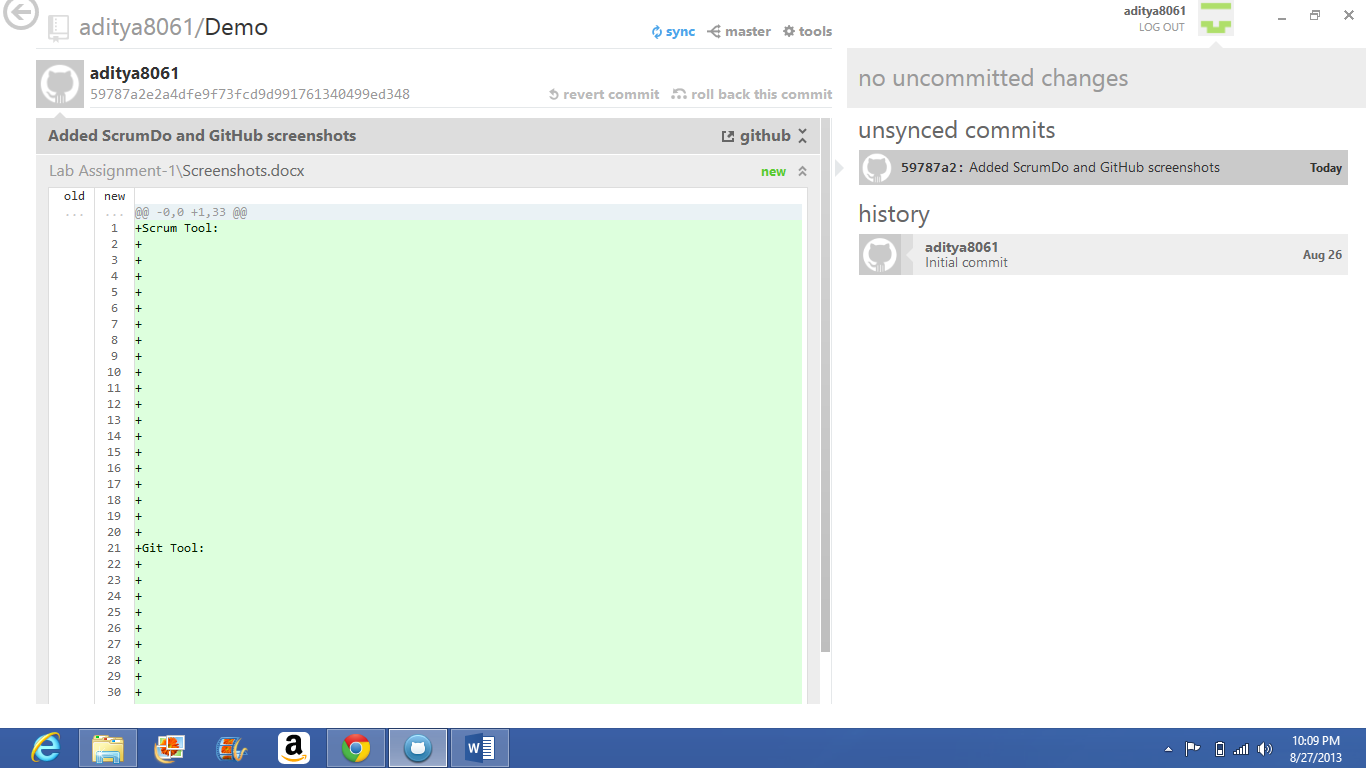 aditya8061/Demo
sync master tools
aditya8061
LOG OUT
aditya8061
59787a2e2a4dfe9f73fcd9d991761340499ed348
revert commit roll back this commit
Added ScrumDo and GitHub screenshots
github
Lab Assignment-1\Screenshots.docx
new
old new
... ... @@ -0,0 +1,33 @@
1 +Scrum Tool:
2 +
3 +
4 +
5 +
6 +
7 +
8 +
9 +
10 +
11 +
12 +
13 +
14 +
15 +
16 +
17 +
18 +
19 +
20 +
21 +Git Tool:
22 +
23 +
24 +
25 +
26 +
27 +
28 +
29 +
30 +
no uncommitted changes
unsynced commits
59787a2: Added ScrumDo and GitHub screenshots Today
history
aditya8061
Initial commit
Aug 26
10:09 PM
8/27/2013